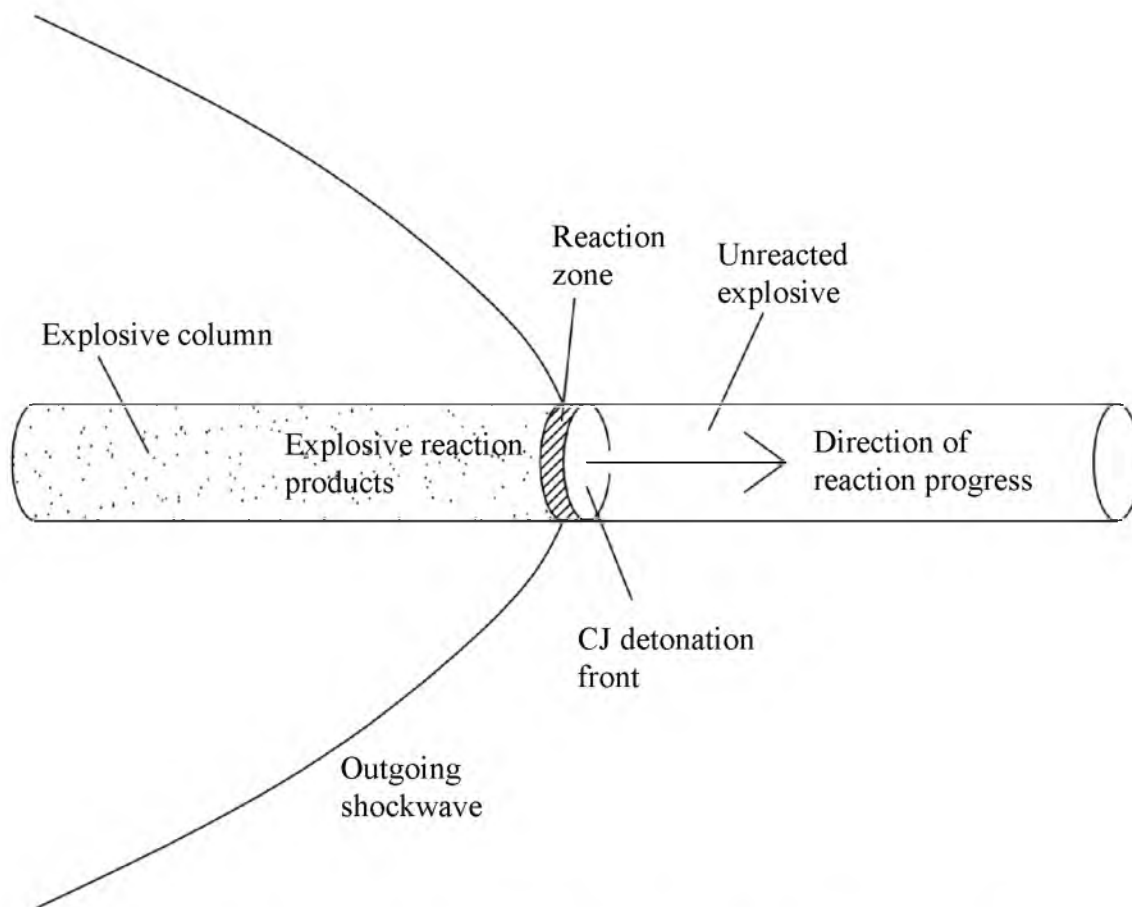 Reaction
zone
Unreacted
explosive
Explosive column
Explosive reaction
products
Direction of
reaction progress
CJ detonation
front
Outgoing
shockwave